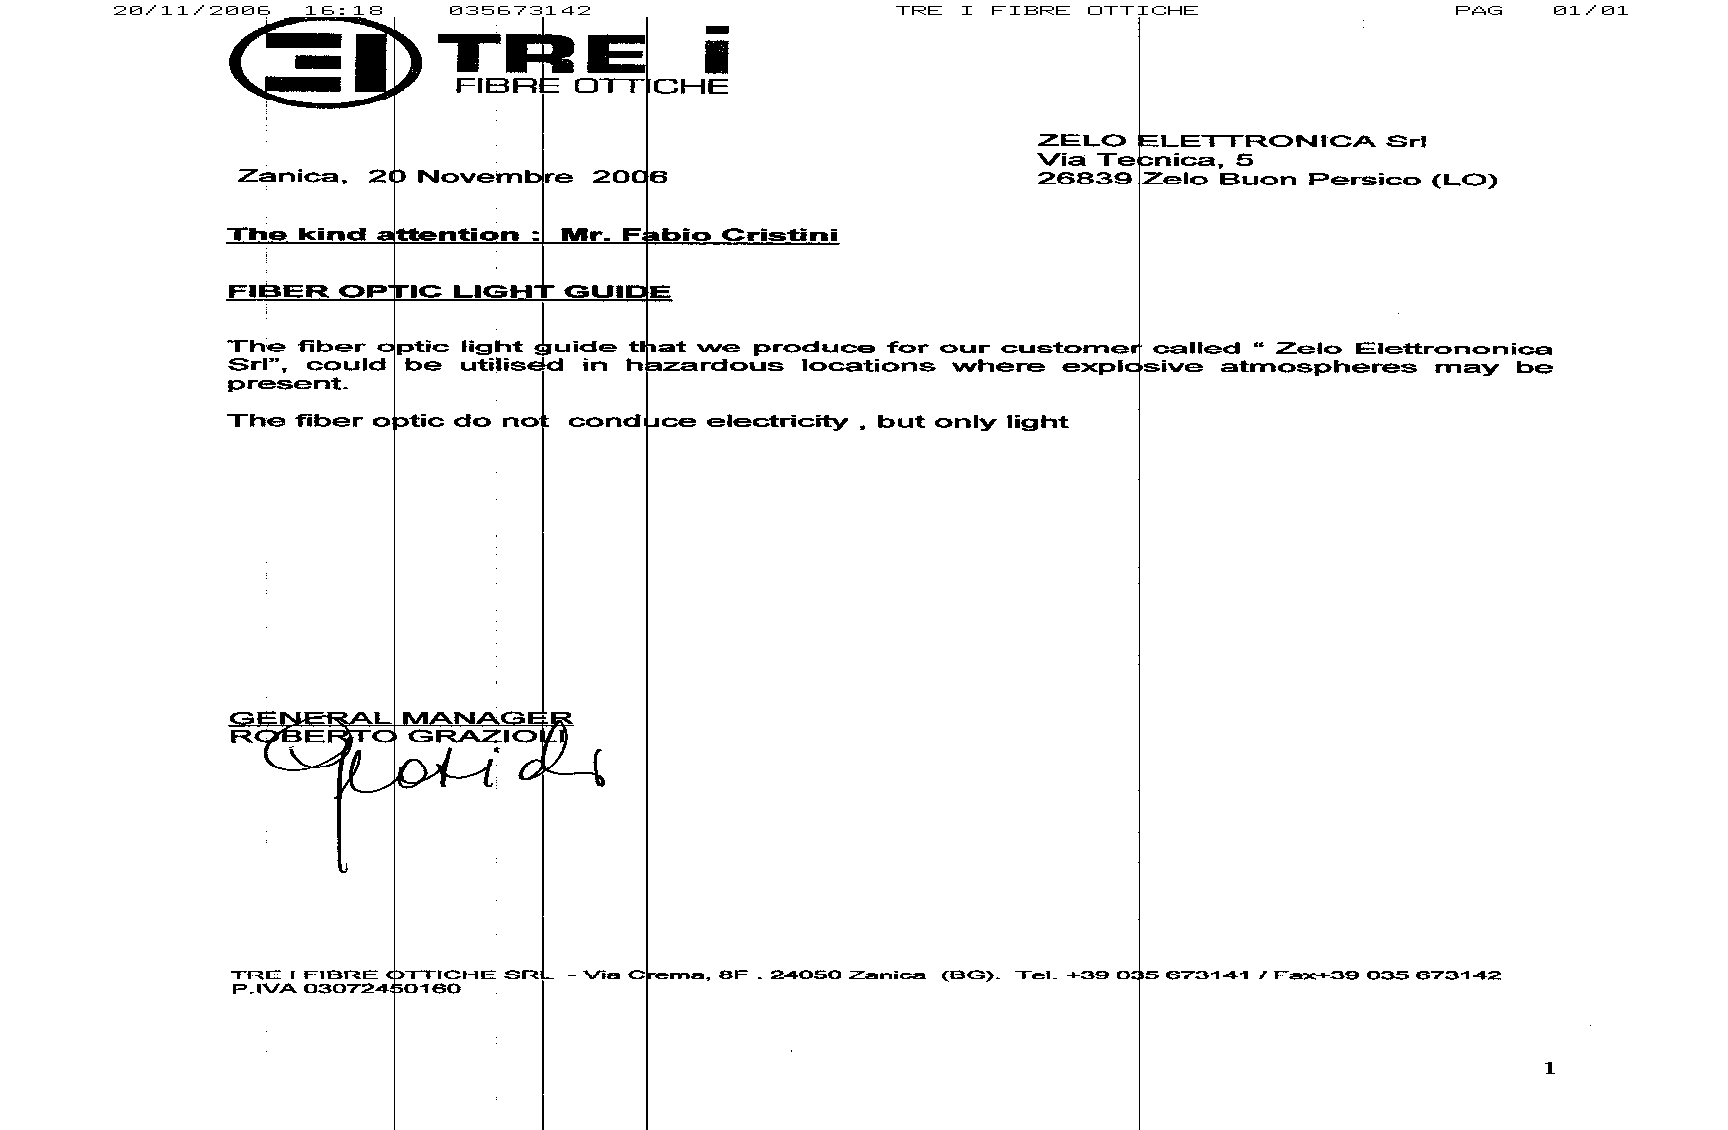 20/11/2006 16:18 035673142 TRE I FIBRE OTTICHE PAG 01/01
TRE i
FIBRE OTTICHE
ZELO ELETTRONICA Srl
Via Tecnica, 5
26839 Zelo Buon Persico (LO)
Zanica, 20 Novembre 2006
The kind attention : Mr. Fabio Cristini
FIBER OPTIC LIGHT GUIDE
The fiber optic light guide that we produce for our customer called “ Zelo Elettrononica
Srl”, could be utilised in hazardous locations where explosive atmospheres may be
present.
The fiber optic do not conduce electricity , but only light
GENERAL MANAGER
ROBERTO GRAZIOLI
TRE I FIBRE OTTICHE SRL - Via Crema, 8F . 24050 Zanica (BG). Tel. +39 035 673141 / Fax+39 035 673142
P.IVA 03072450160
1